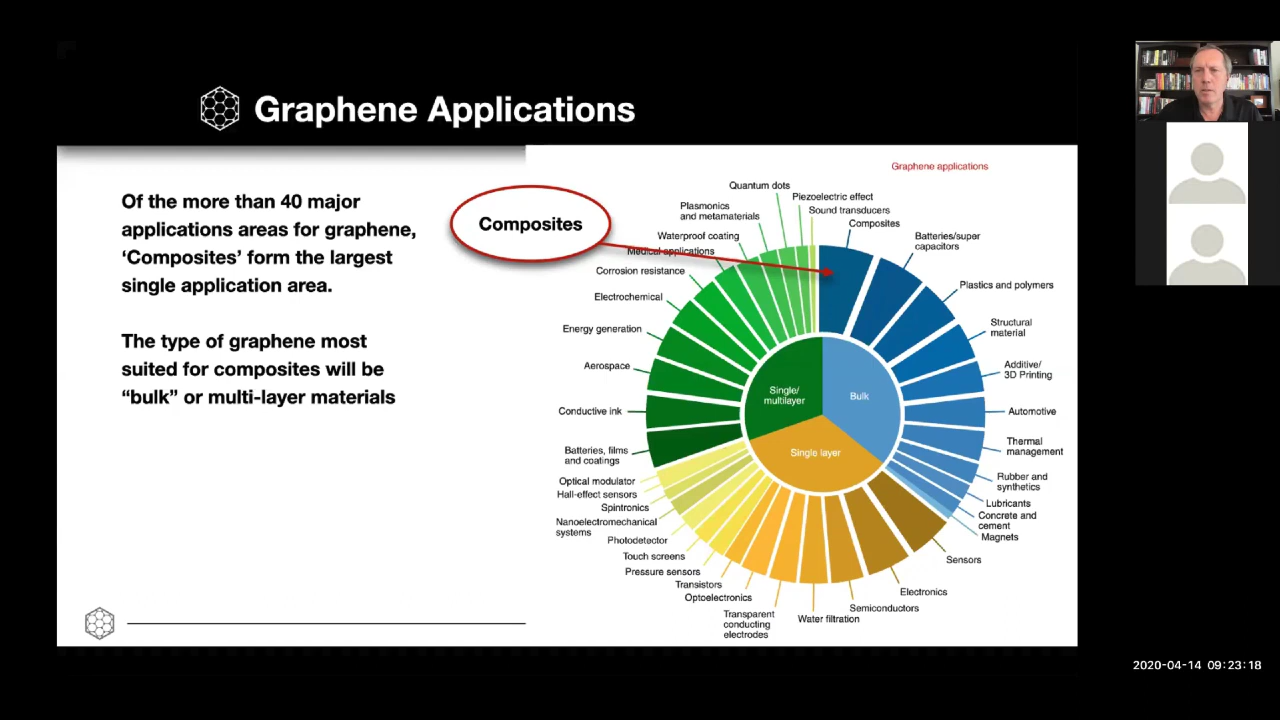 Graphene Applications
Of the more than 40 major
applications areas for graphene,
‘Composites’ form the largest
single application area.
The type of graphene most
suited for composites will be
“bulk” or multi-layer materials
Composites
Graphene applications
Quantum dots
Piezoelectric effect
Plasmonics
and metamaterials
Sound transducers
Composites
Waterproof coating
Batteries/super
capacitors
Medical applications
Corrosion resistance
Plastics and polymers
Electrochemical
Structural
material
Energy generation
Aerospace
Additive/
3D Printing
Single/
multilayer
Bulk
Conductive ink
Automotive
Thermal
management
Batteries, films
and coatings
Single layer
Rubber and
synthetics
Optical modulator
Hall-effect sensors
Lubricants
Spintronics
Concrete and
cement
Nanoelectromechanical
systems
Magnets
Photodetector
Touch screens
Sensors
Pressure sensors
Transistors
Electronics
Optoelectronics
Semiconductors
Transparent
conducting
electrodes
Water filtration
2020-04-14 09:23:18